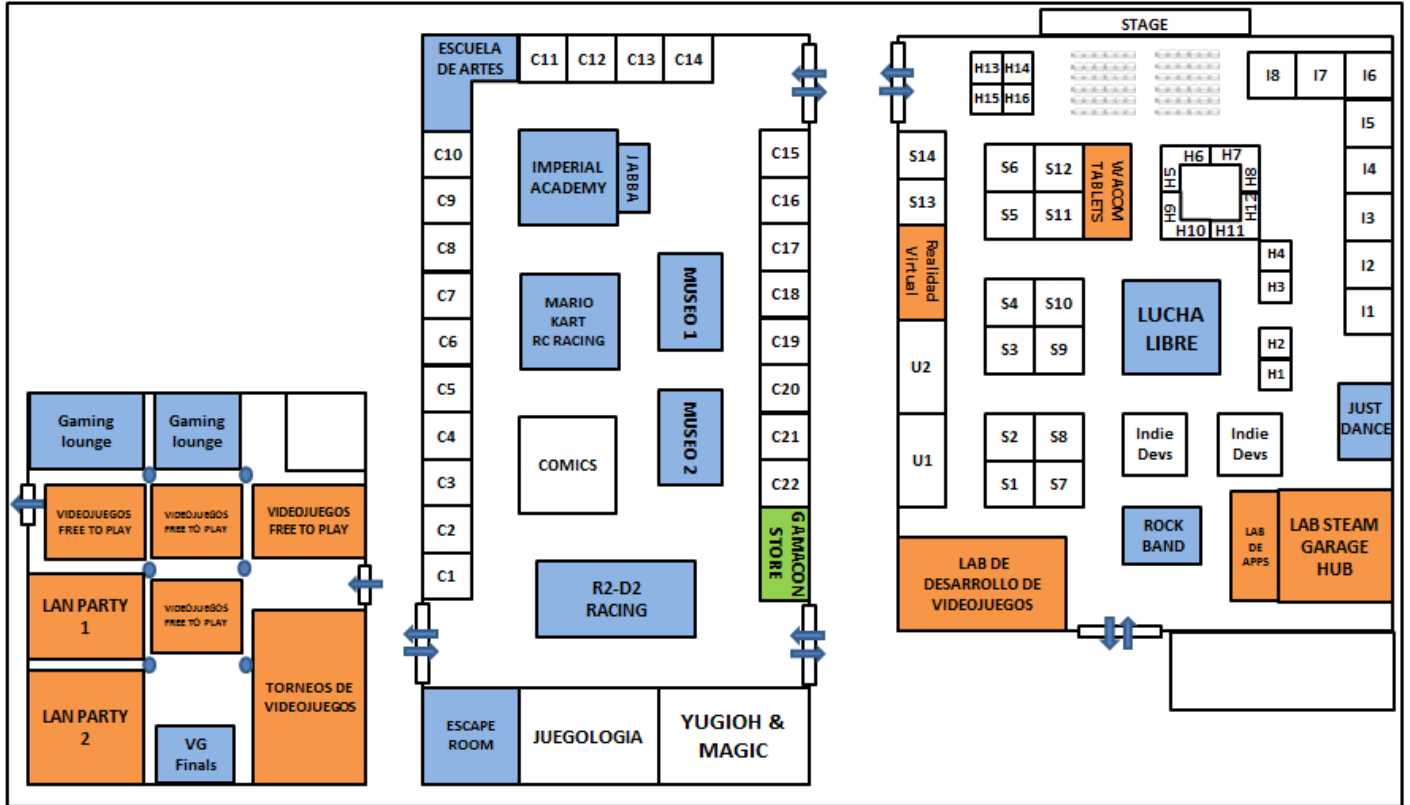 STAGE
ESCUELA
DE ARTES
C11
C12
C13
C14
C10
C9
C8
C7
C6
C5
C4
C3
C2
C1
IMPERIAL
ACADEMY
JABBA
MARIO
KART
RC RACING
MUSEO 1
MUSEO 2
COMICS
R2-D2
RACING
C15
C16
C17
C18
C19
C20
C21
C22
GAMACON
STORE
ESCAPE
ROOM
JUEGOLOGIA
YUGIOH &
MAGIC
Gaming
lounge
Gaming
lounge
VIDEOJUEGOS
FREE TO PLAY
VIDEOJUEGOS
FREE TO PLAY
VIDEOJUEGOS
FREE TO PLAY
LAN PARTY
1
VIDEOJUEGOS
FREE TO PLAY
LAN PARTY
2
VG
Finals
TORNEOS DE
VIDEOJUEGOS
H13
H14
H15
H16
I8
I7
I6
I5
I4
I3
I2
I1
S14
S13
Realidad
Virtual
U2
U1
S6
S12
S5
S11
WACOM
TABLETS
H6
H7
H5
H8
H9
H12
H10
H11
H4
H3
H2
H1
S4
S10
S3
S9
LUCHA
LIBRE
S2
S8
S1
S7
Indie
Devs
Indie
Devs
JUST
DANCE
ROCK
BAND
LAB
DE
APPS
LAB STEAM
GARAGE
HUB
LAB DE
DESARROLLO DE
VIDEOJUEGOS